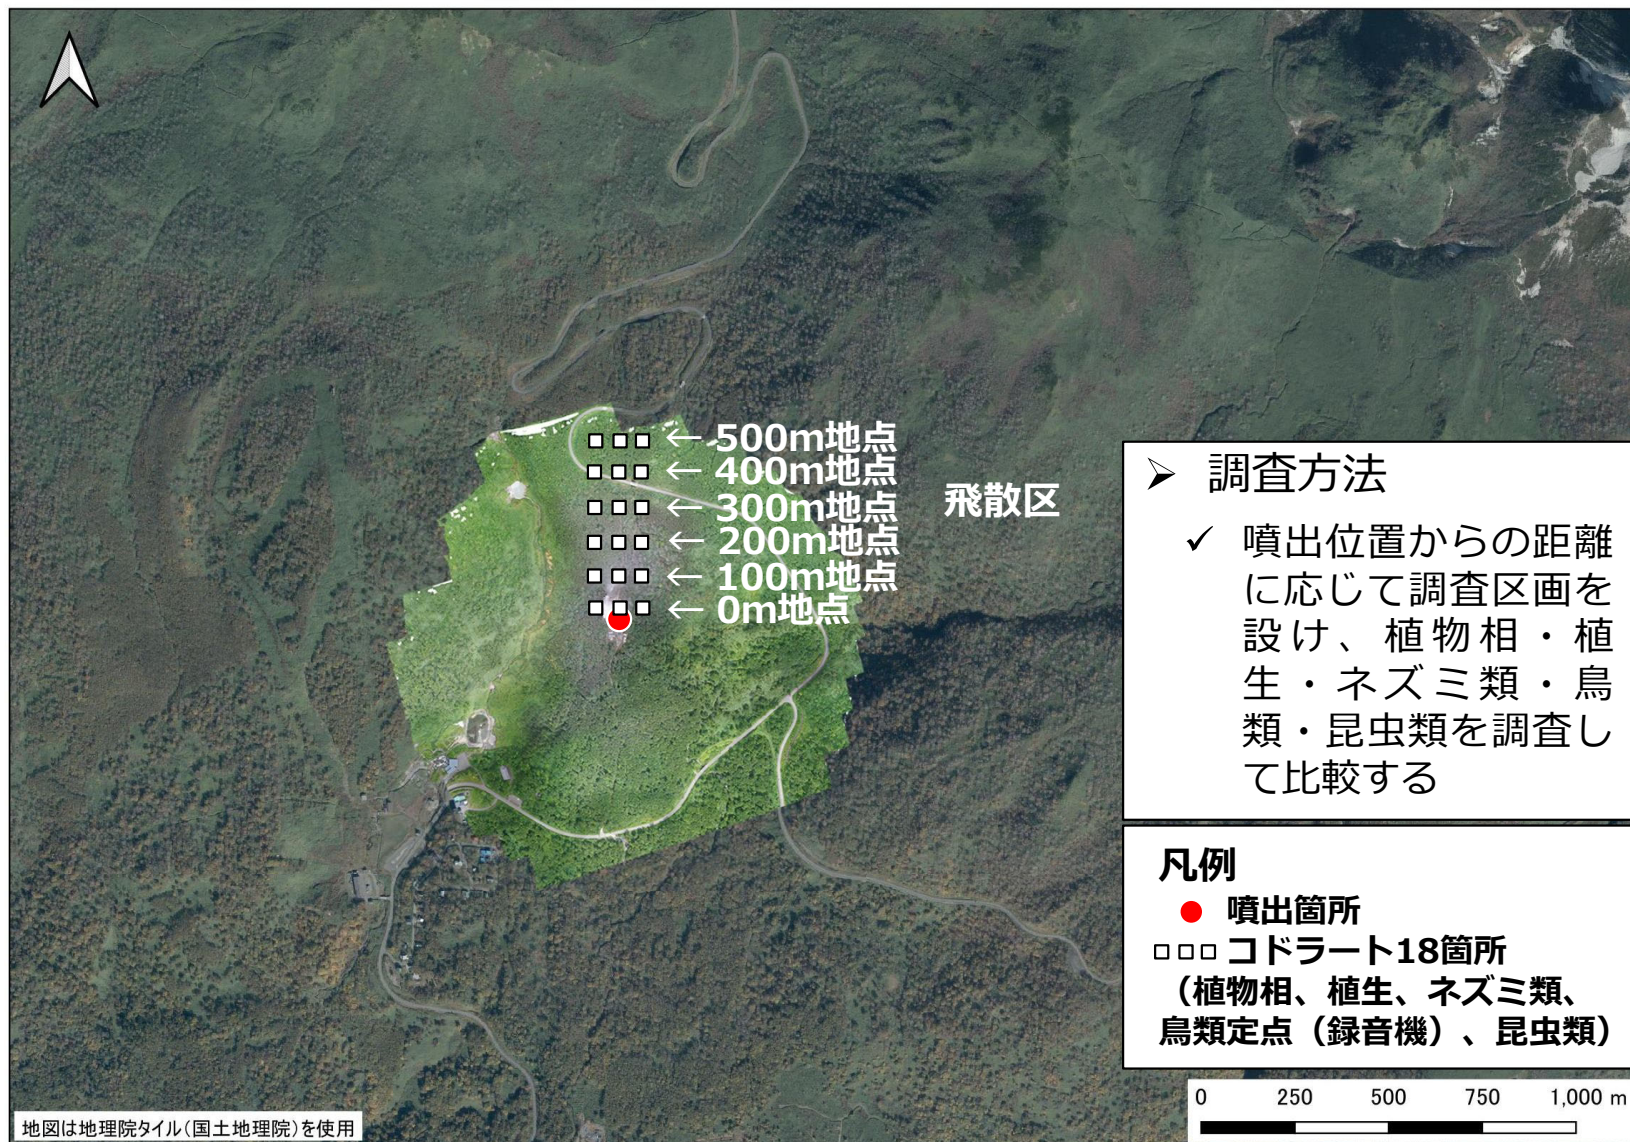 ← 500m地点
← 400m地点
← 300m地点
← 200m地点
← 100m地点
← 0m地点
飛散区
➢ 調査方法
✓ 噴出位置からの距離
に応じて調査区画を
設け、植物相・植
生・ネズミ類・鳥
類・昆虫類を調査し
て比較する
凡例
噴出箇所
コドラート18箇所
（植物相、植生、ネズミ類、
鳥類定点（録音機）、昆虫類）
0 250 500 750 1,000 m
地図は地理院タイル（国土地理院）を使用